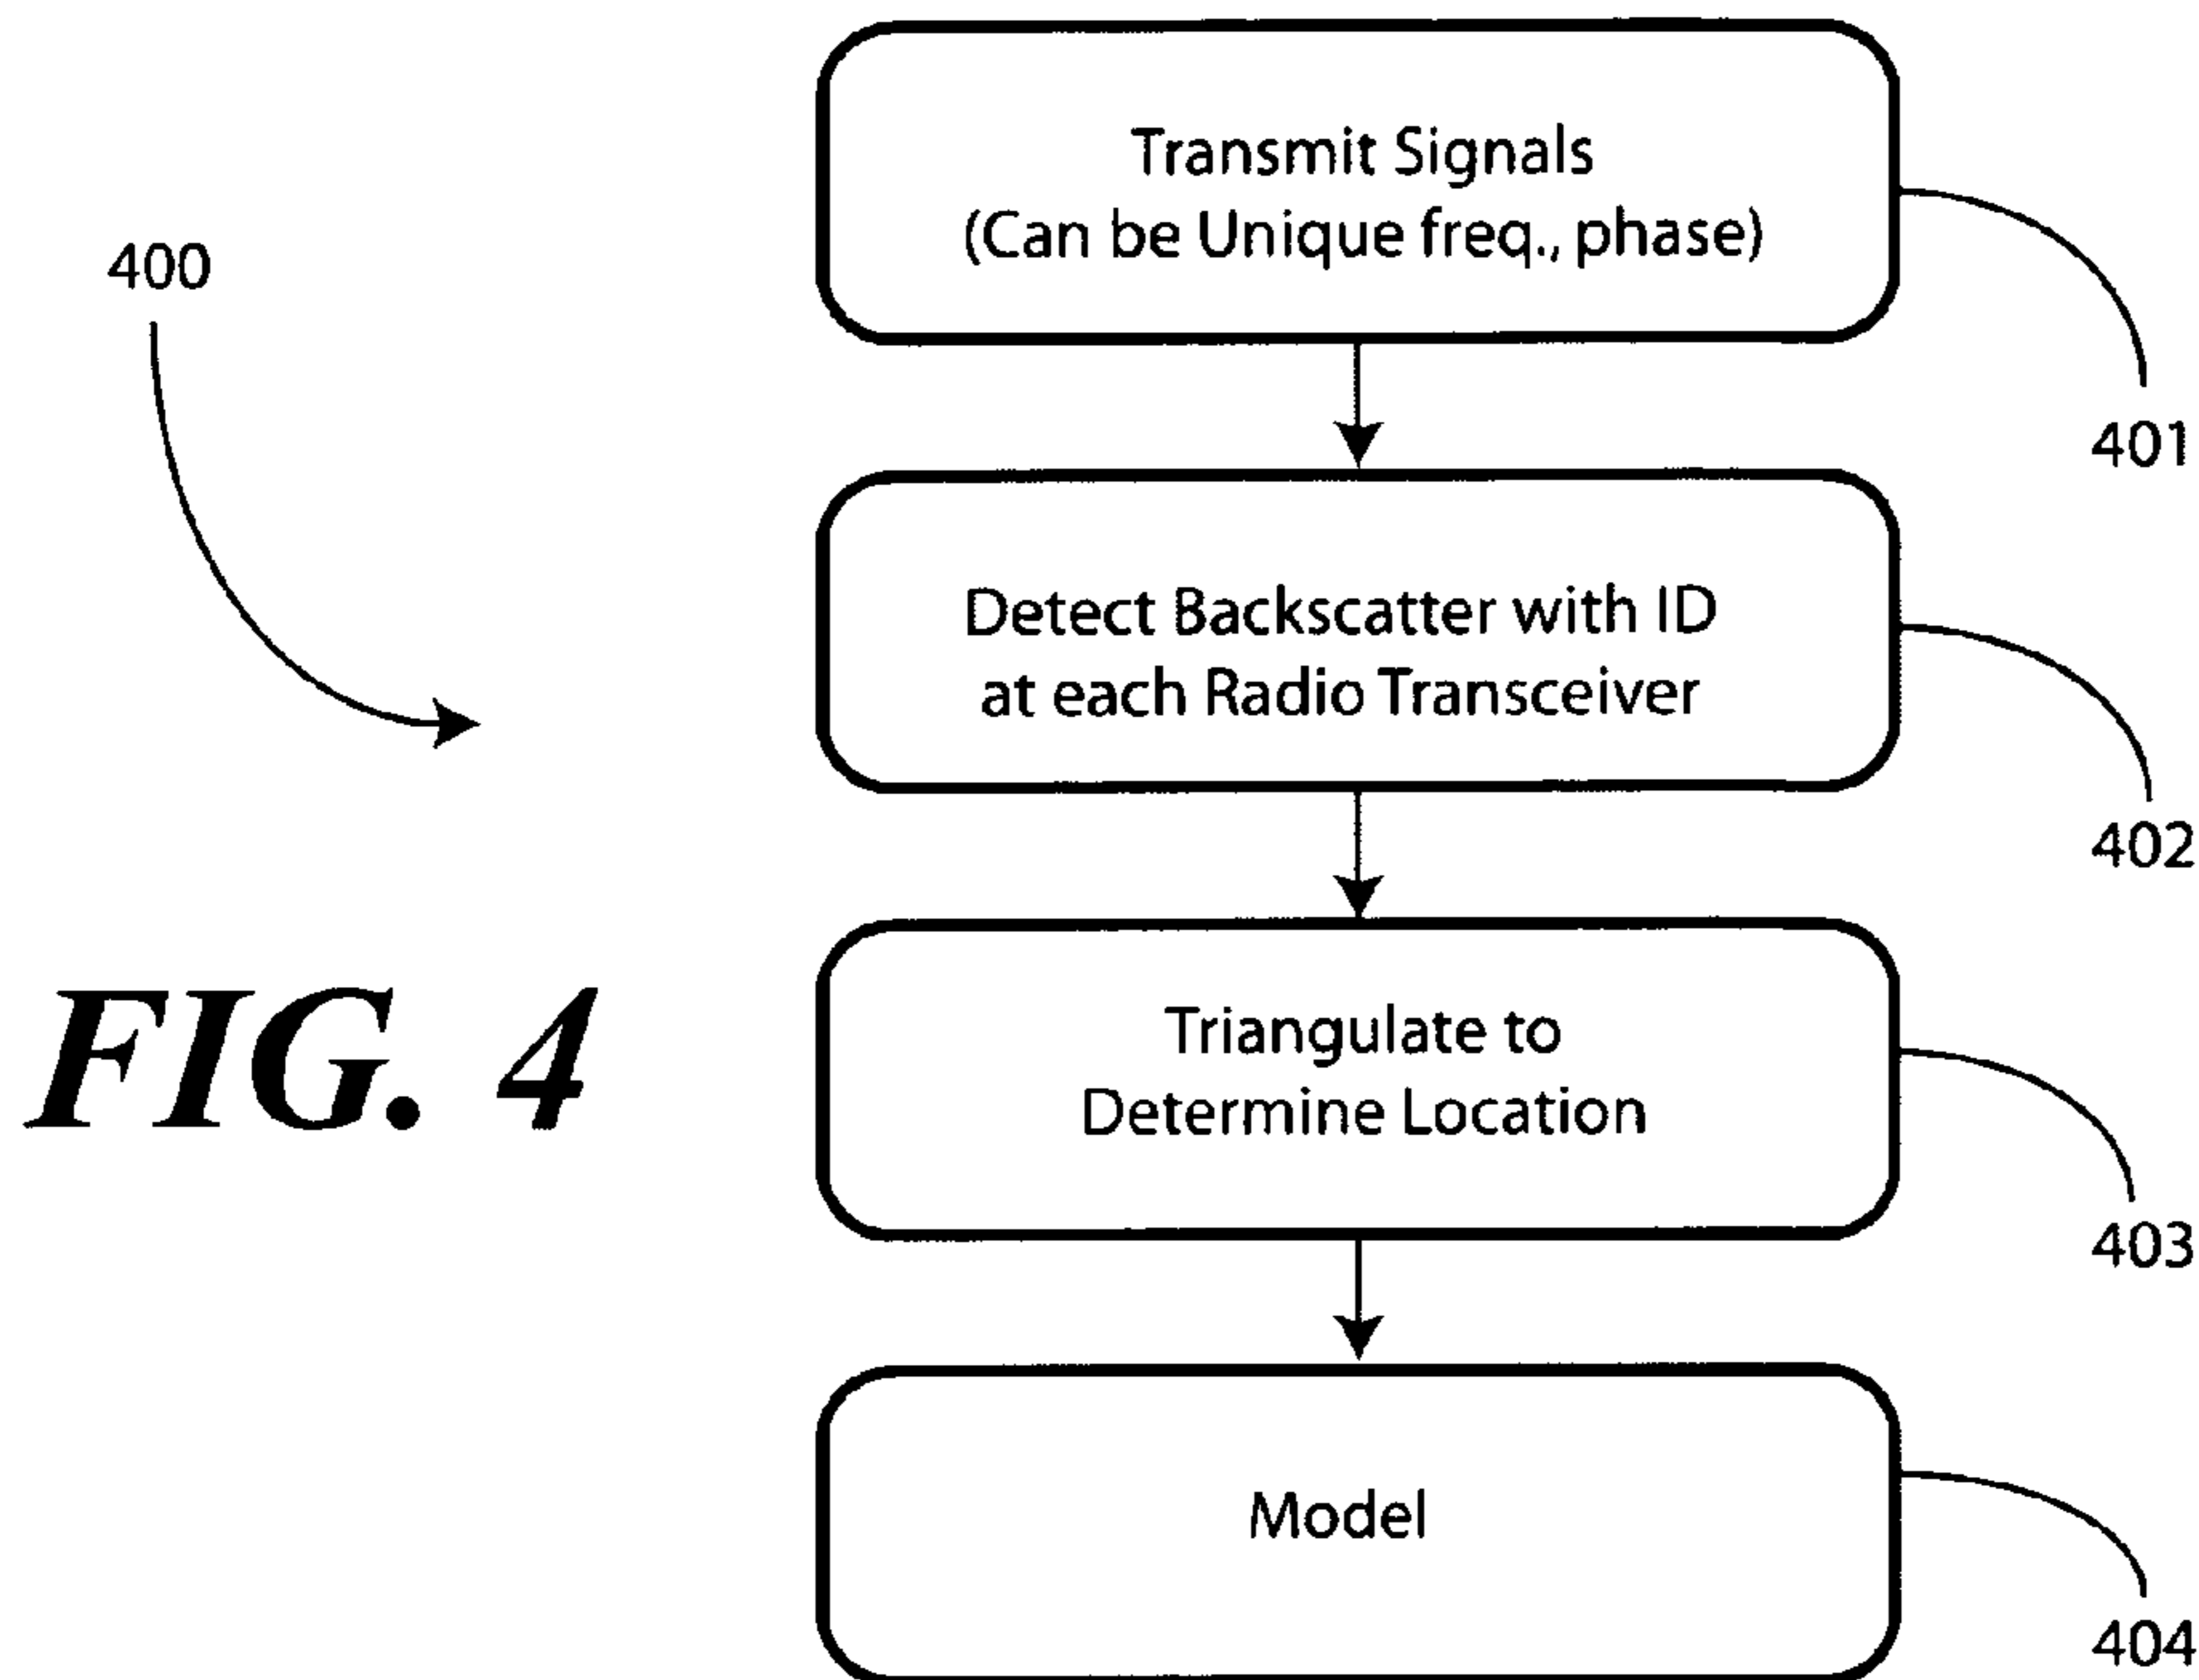 Transmit Signals
(Can be Unique freq., phase)
400
401
Detect Backscatter with ID
at each Radio Transceiver
402
FIG. 4
Triangulate to
Determine Location
403
Model
404